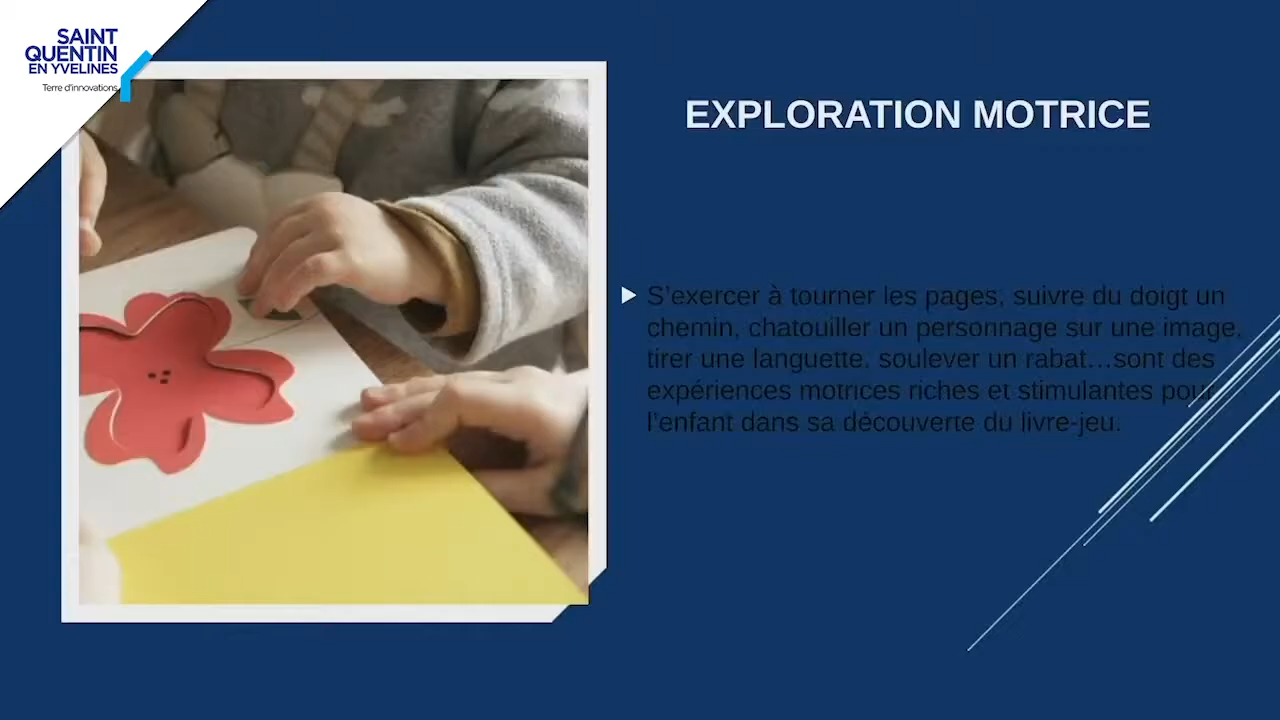 SAINT
QUENTIN
EN YVELINES
Terre d'innovations
EXPLORATION MOTRICE
S'exercer à tourner les pages, suivre du doigt un
chemin, chatouiller un personnage sur une image,
tirer une languette, soulever un rabat…sont des
expériences motrices riches et stimulantes pour
l'enfant dans sa découverte du livre-jeu.